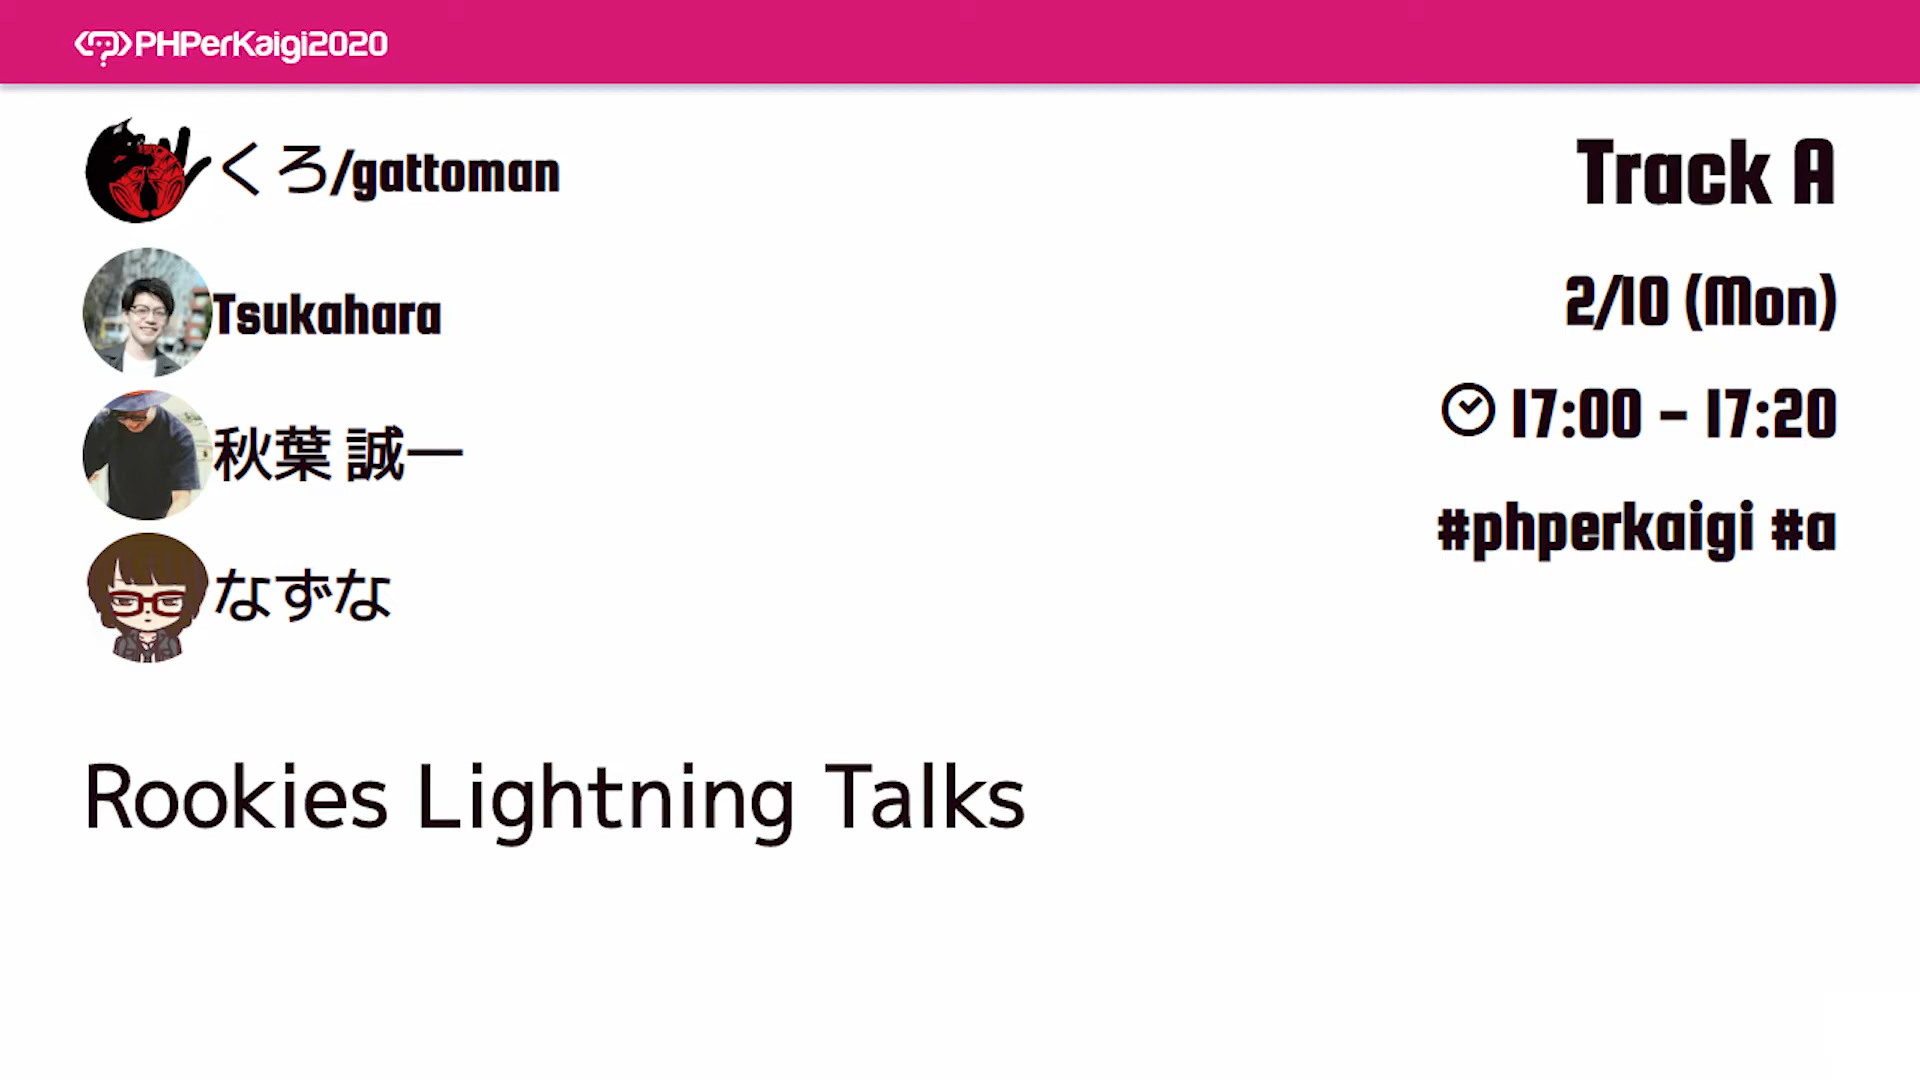 PHPerKaigi2020
くろ/gattoman
Tsukahara
秋葉 誠一
なずな
Track A
2/10 (Mon)
17:00 - 17:20
#phperkaigi #a
Rookies Lightning Talks